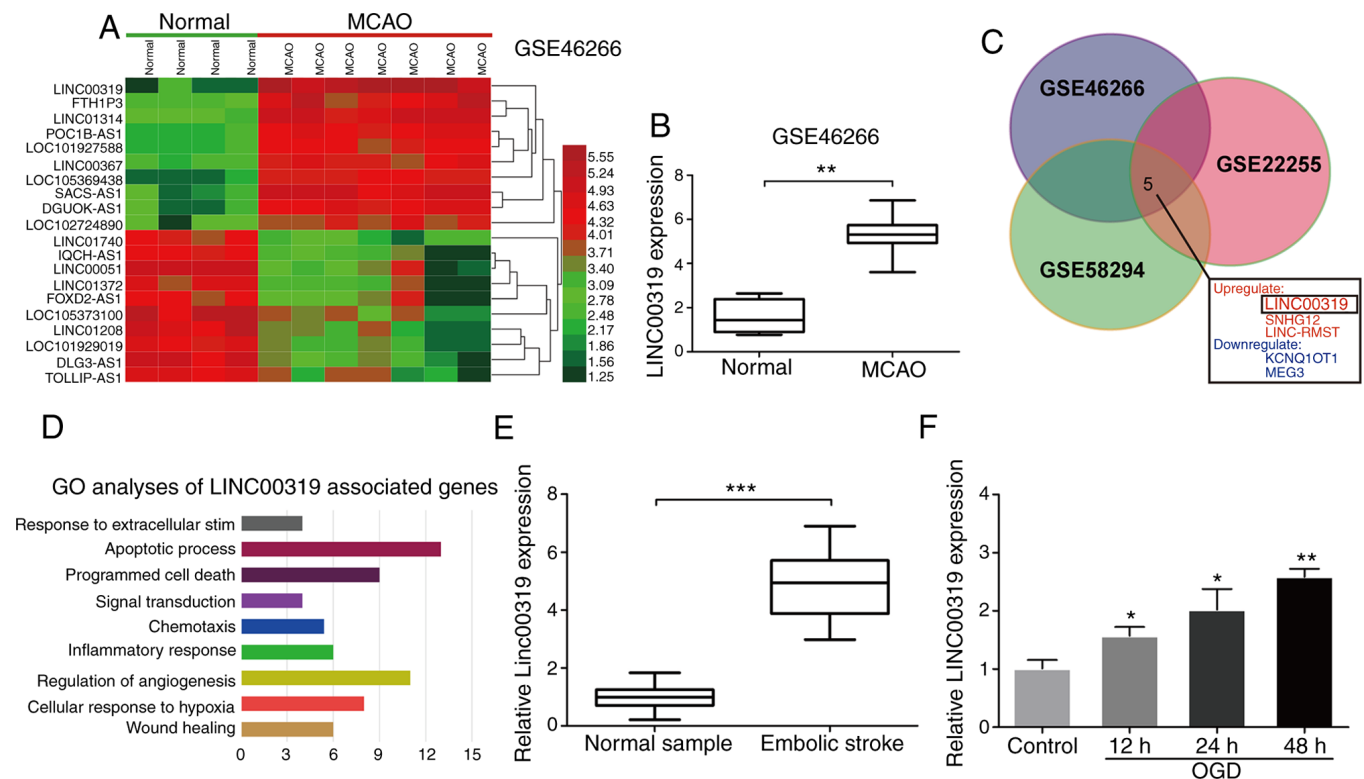 A
Normal
MCAO
GSE46266
Normal
Normal
Normal
Normal
MCAO
MCAO
MCAO
MCAO
MCAO
MCAO
MCAO
LINC00319
FTH1P3
LINC01314
POC1B-AS1
LOC101927588
LINC00367
LOC105369438
SACS-AS1
DGUOK-AS1
LOC102724890
LINC01740
IQCH-AS1
LINC00051
LINC01372
FOXD2-AS1
LOC105373100
LINC01208
LOC101929019
DLG3-AS1
TOLLIP-AS1
5.55
5.24
4.93
4.63
4.32
4.01
3.71
3.40
3.09
2.78
2.48
2.17
1.86
1.56
1.25
B
GSE46266
LINC00319 expression
8
6
4
2
0
**
Normal
MCAO
C
GSE46266
GSE22255
GSE58294
5
Upregulate:
LINC00319
SNHG12
LINC-RMST
Downregulate:
KCNQ1OT1
MEG3
D
GO analyses of LINC00319 associated genes
Response to extracellular stim
Apoptotic process
Programmed cell death
Signal transduction
Chemotaxis
Inflammatory response
Regulation of angiogenesis
Cellular response to hypoxia
Wound healing
0 3 6 9 12 15
E
Relative Linc00319 expression
8
6
4
2
0
***
Normal sample
Embolic stroke
F
Relative LINC00319 expression
4
3
2
1
0
*
*
**
Control
12 h
24 h
48 h
OGD